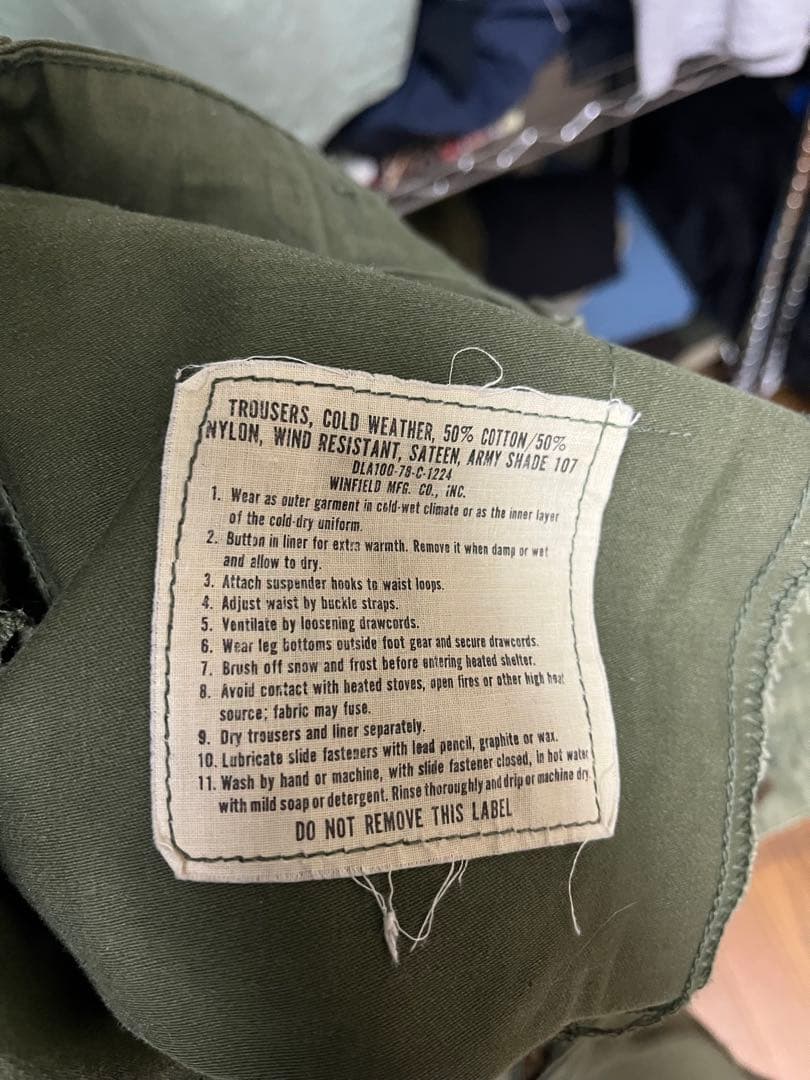 TROUSERS, COLD WEATHER, 50% COTTON/50%
NYLON, WIND RESISTANT, SATEEN, ARMY SHADE 107
DLA100-78-C-1224
WINFIELD MFG. CO., INC.
1. Wear as outer garment in cold-wet climate or as the inner layer
of the cold-dry uniform.
2. Button in liner for extra warmth. Remove it when damp or wet
and allow to dry.
3. Attach suspender hooks to waist loops.
4. Adjust waist by buckle straps.
5. Ventilate by loosening drawcords.
6. Wear leg bottoms outside foot gear and secure drawcords.
7. Brush off snow and frost before entering heated shelter.
8. Avoid contact with heated stoves, open fires or other high heat
source; fabric may fuse.
9. Dry trousers and liner separately.
10. Lubricate slide fasteners with lead pencil, graphite or wax.
11. Wash by hand or machine, with slide fastener closed, in hot water
with mild soap or detergent. Rinse thoroughly and drip or machine dry.
DO NOT REMOVE THIS LABEL